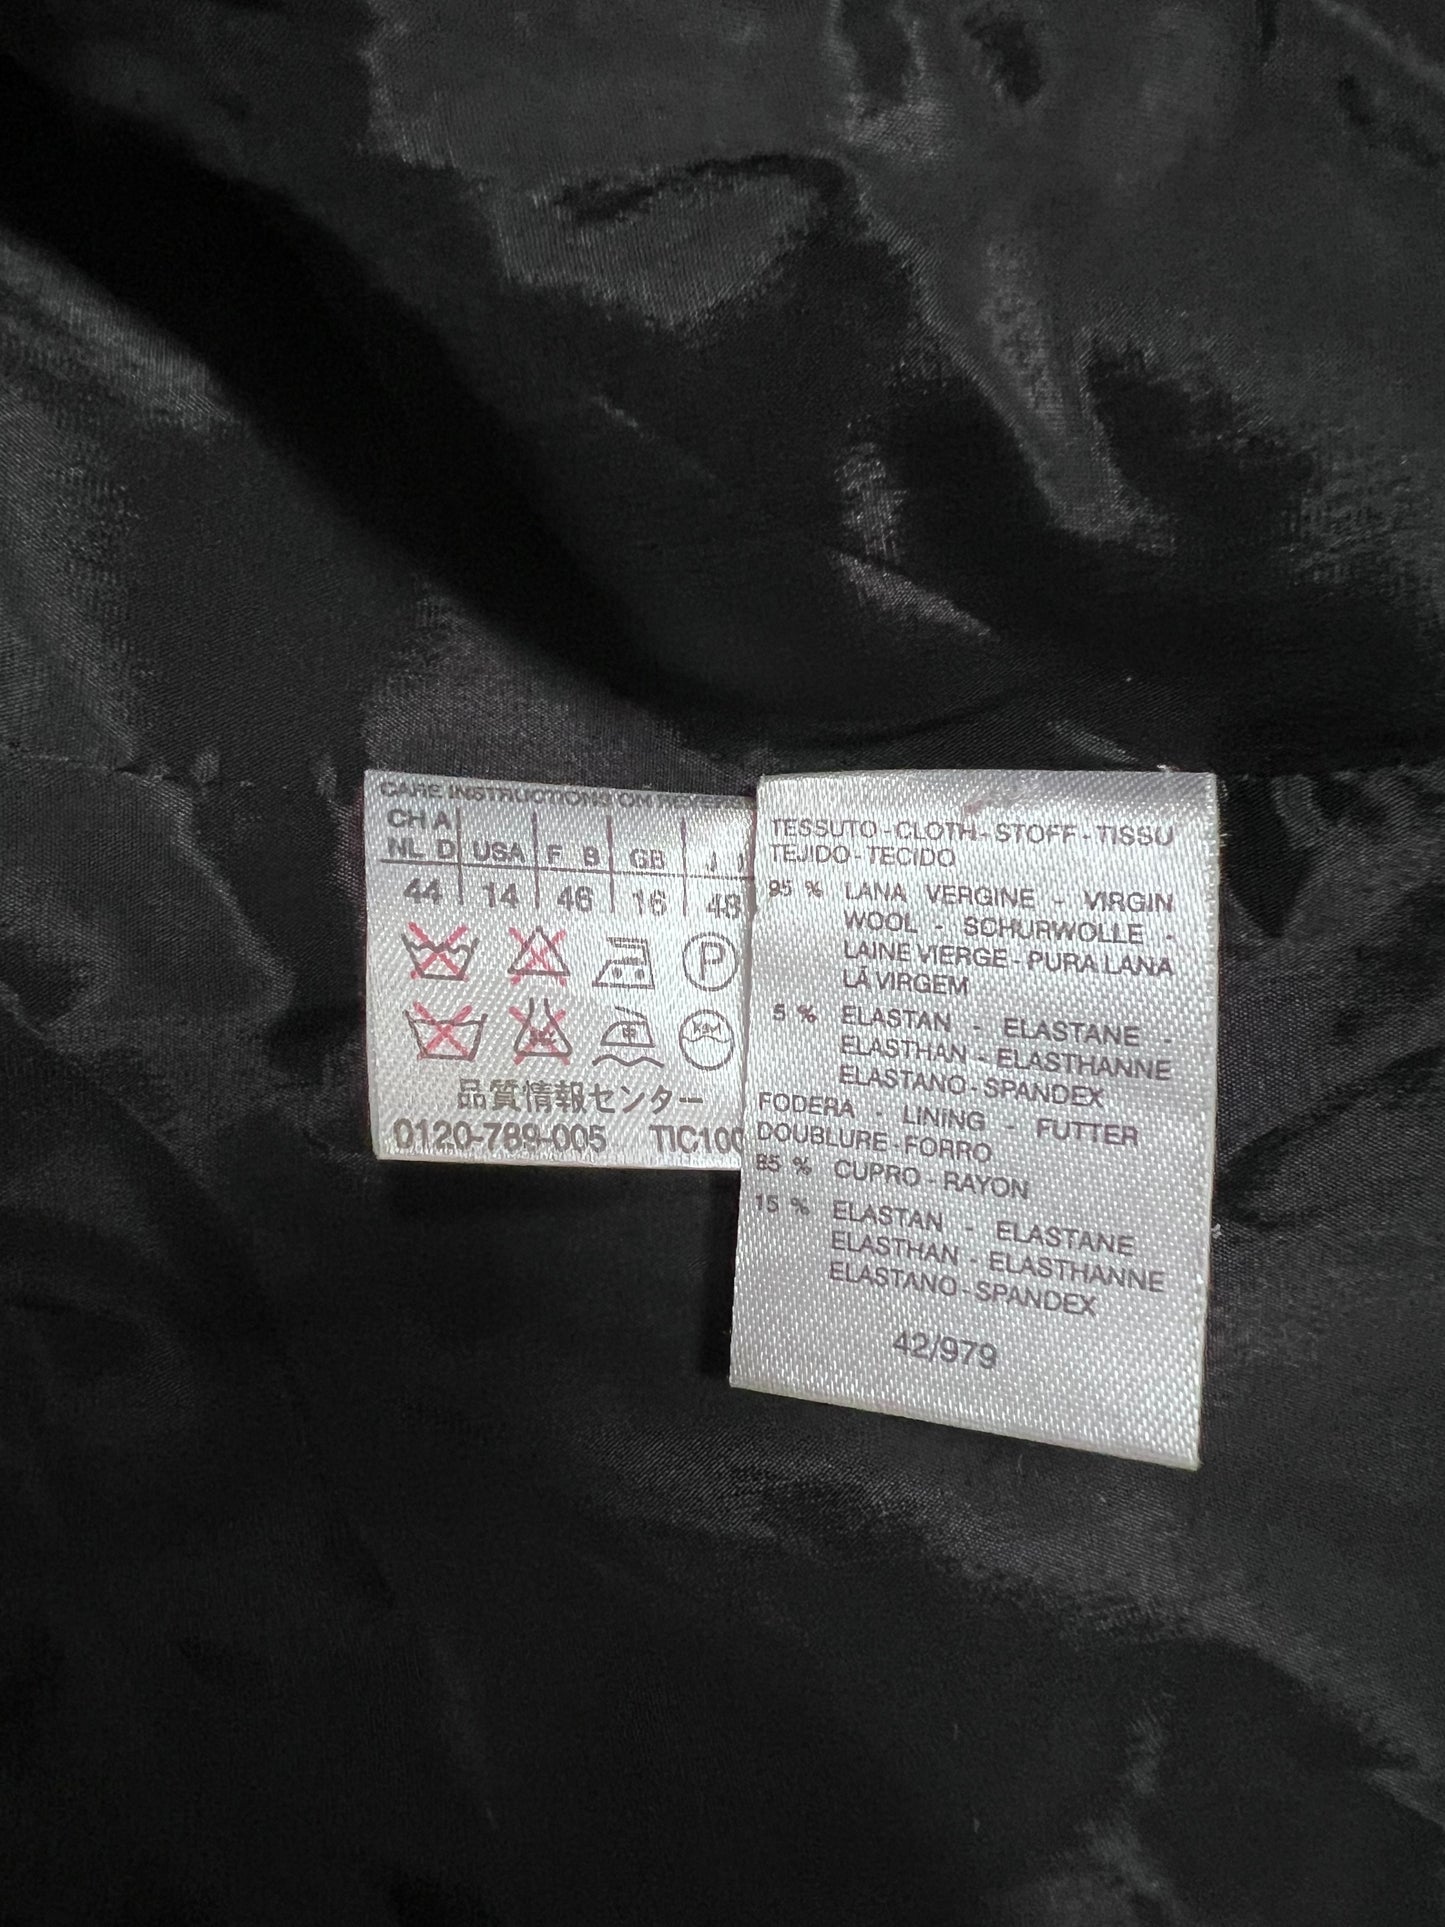 CARE INSTRUCTIONS ON REVER
CH A
NL D USA F B GB J I
44 14 46 16 48
P
品質情報センター
0120-789-005 TIC100
TESSUTO-CLOTH-STOFF-TISSU
TEJIDO-TECIDO
95 % LANA VERGINE - VIRGIN
WOOL - SCHURWOLLE -
LAINE VIERGE-PURA LANA
LÃ VIRGEM
5 % ELASTAN - ELASTANE -
ELASTHAN - ELASTHANNE
ELASTANO-SPANDEX
FODERA - LINING - FUTTER
DOUBLURE-FORRO
85 % CUPRO-RAYON
15 % ELASTAN - ELASTANE
ELASTHAN - ELASTHANNE
ELASTANO-SPANDEX
42/979